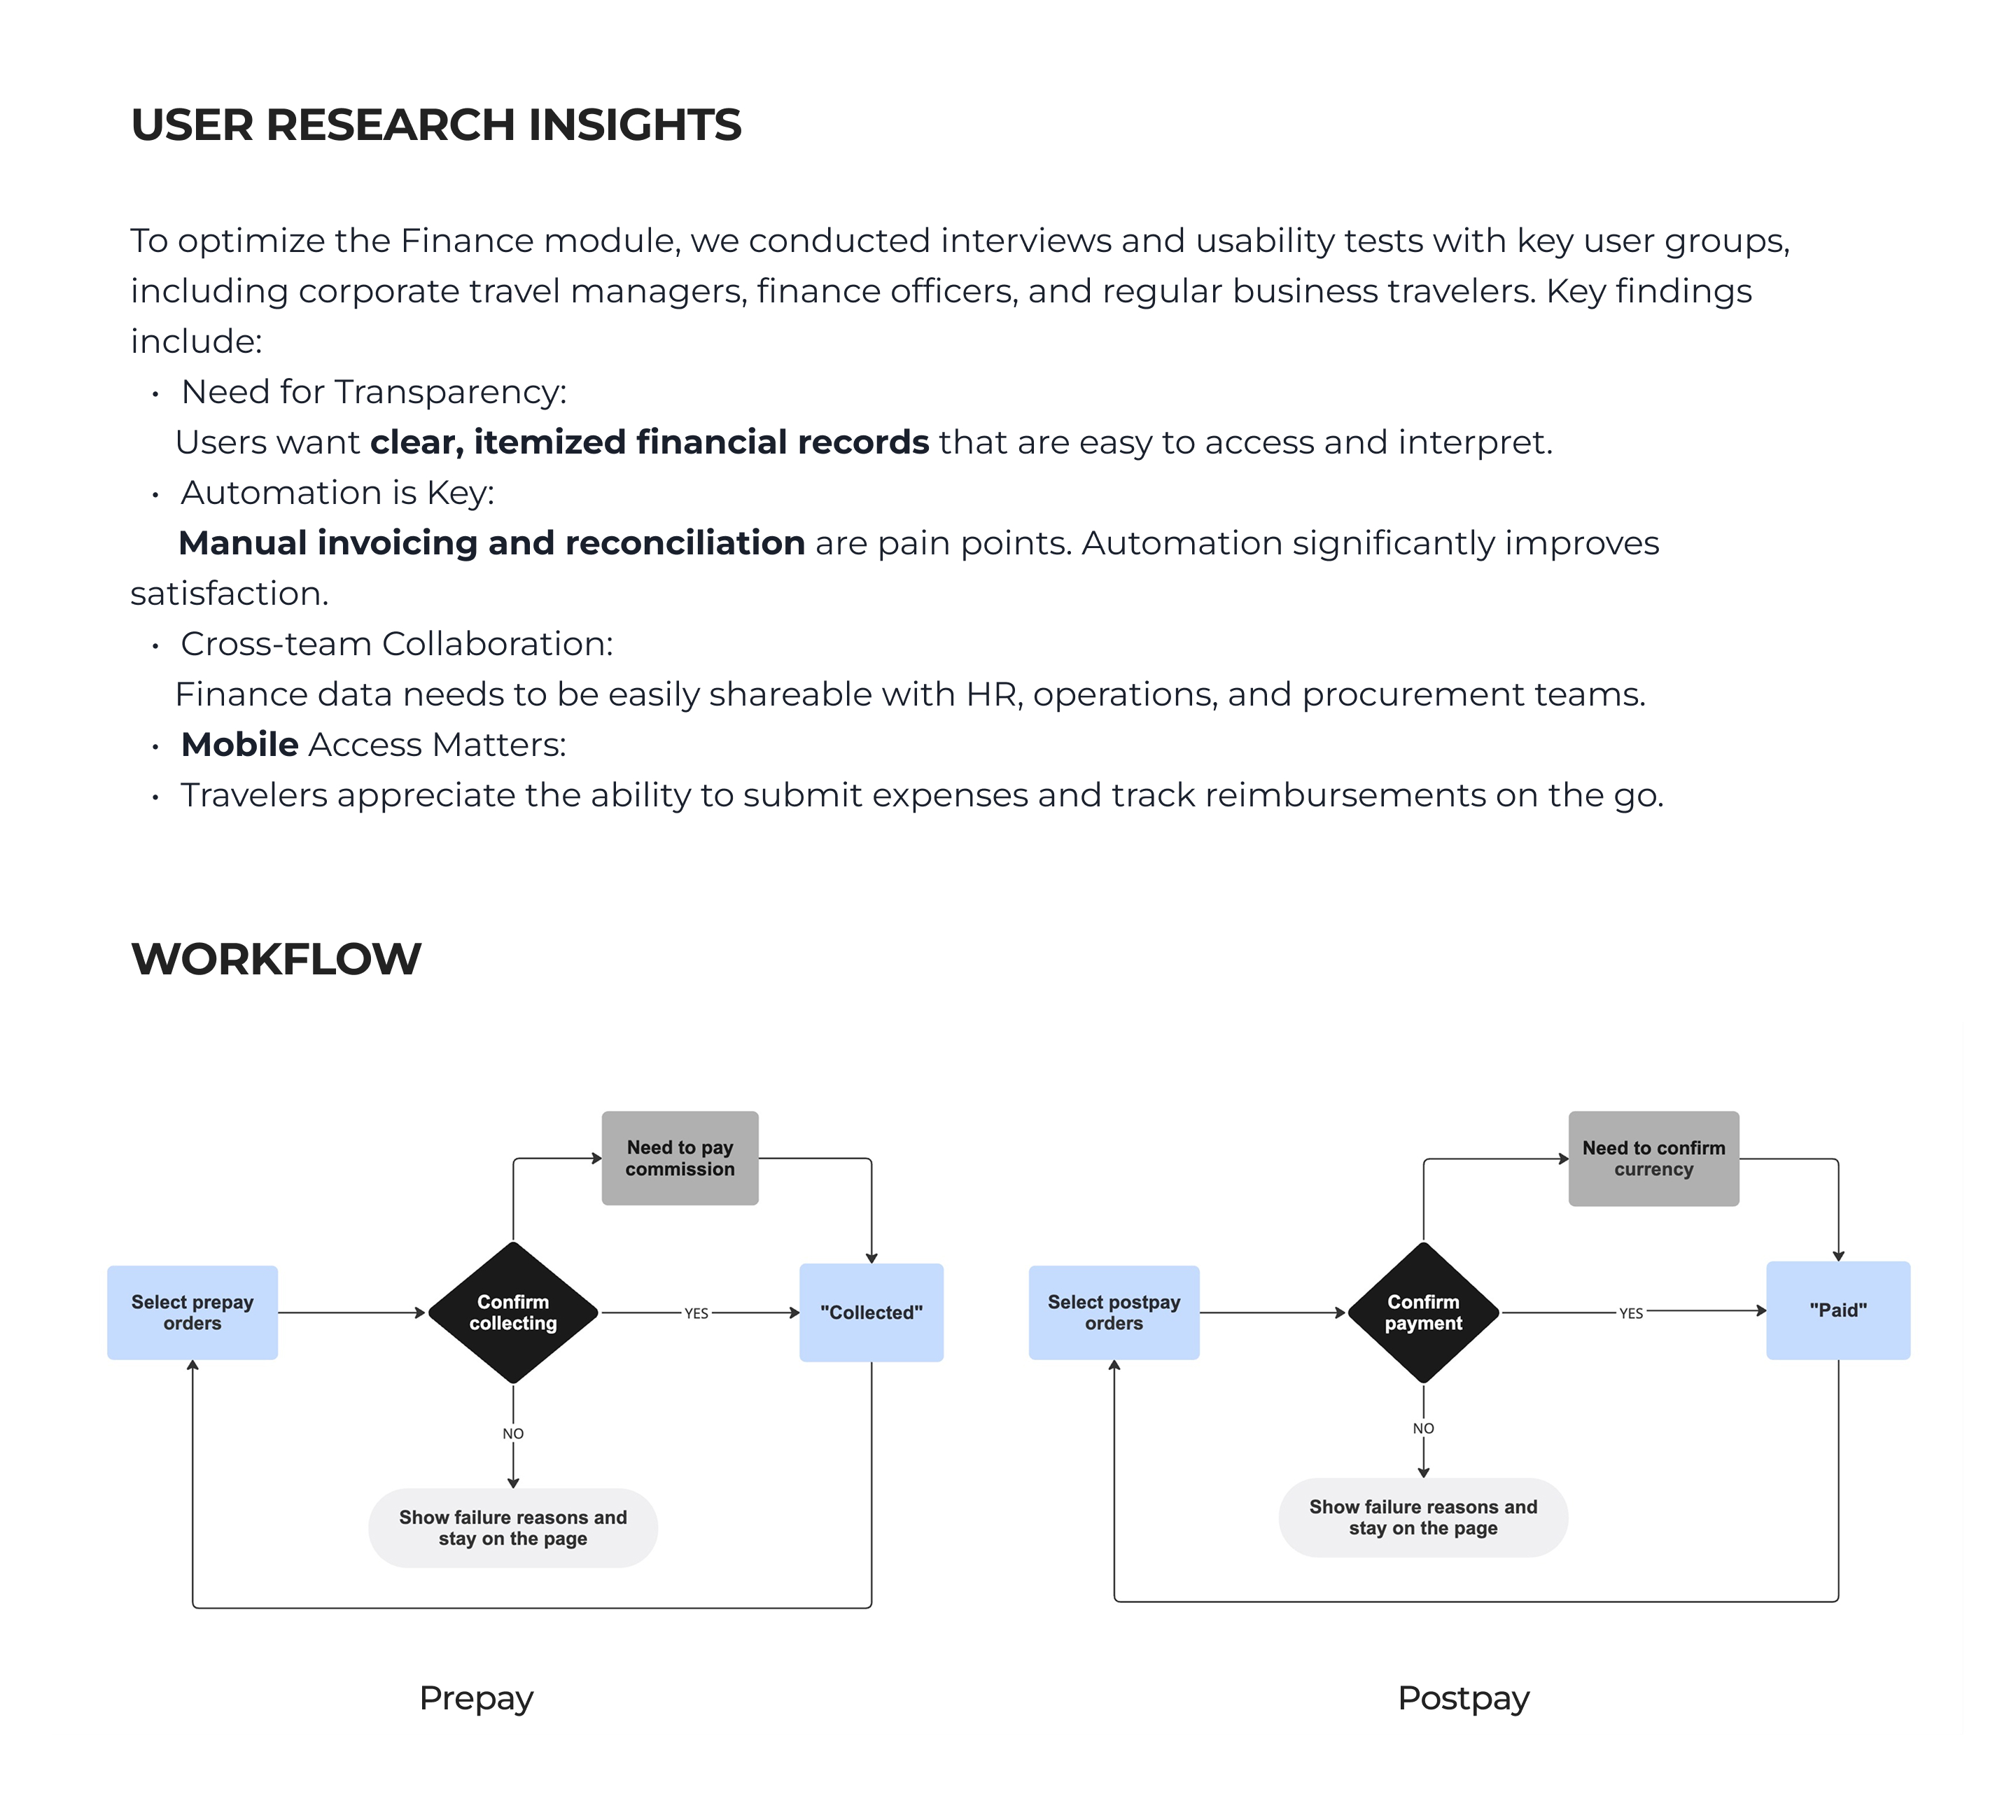 USER RESEARCH INSIGHTS
To optimize the Finance module, we conducted interviews and usability tests with key user groups,
including corporate travel managers, finance officers, and regular business travelers. Key findings
include:
• Need for Transparency:
Users want clear, itemized financial records that are easy to access and interpret.
• Automation is Key:
Manual invoicing and reconciliation are pain points. Automation significantly improves
satisfaction.
• Cross-team Collaboration:
Finance data needs to be easily shareable with HR, operations, and procurement teams.
• Mobile Access Matters:
• Travelers appreciate the ability to submit expenses and track reimbursements on the go.
WORKFLOW
Need to pay
commission
Select prepay
orders
Confirm
collecting
YES
"Collected"
NO
Show failure reasons and
stay on the page
Prepay
Need to confirm
currency
Select postpay
orders
Confirm
payment
YES
"Paid"
NO
Show failure reasons and
stay on the page
Postpay